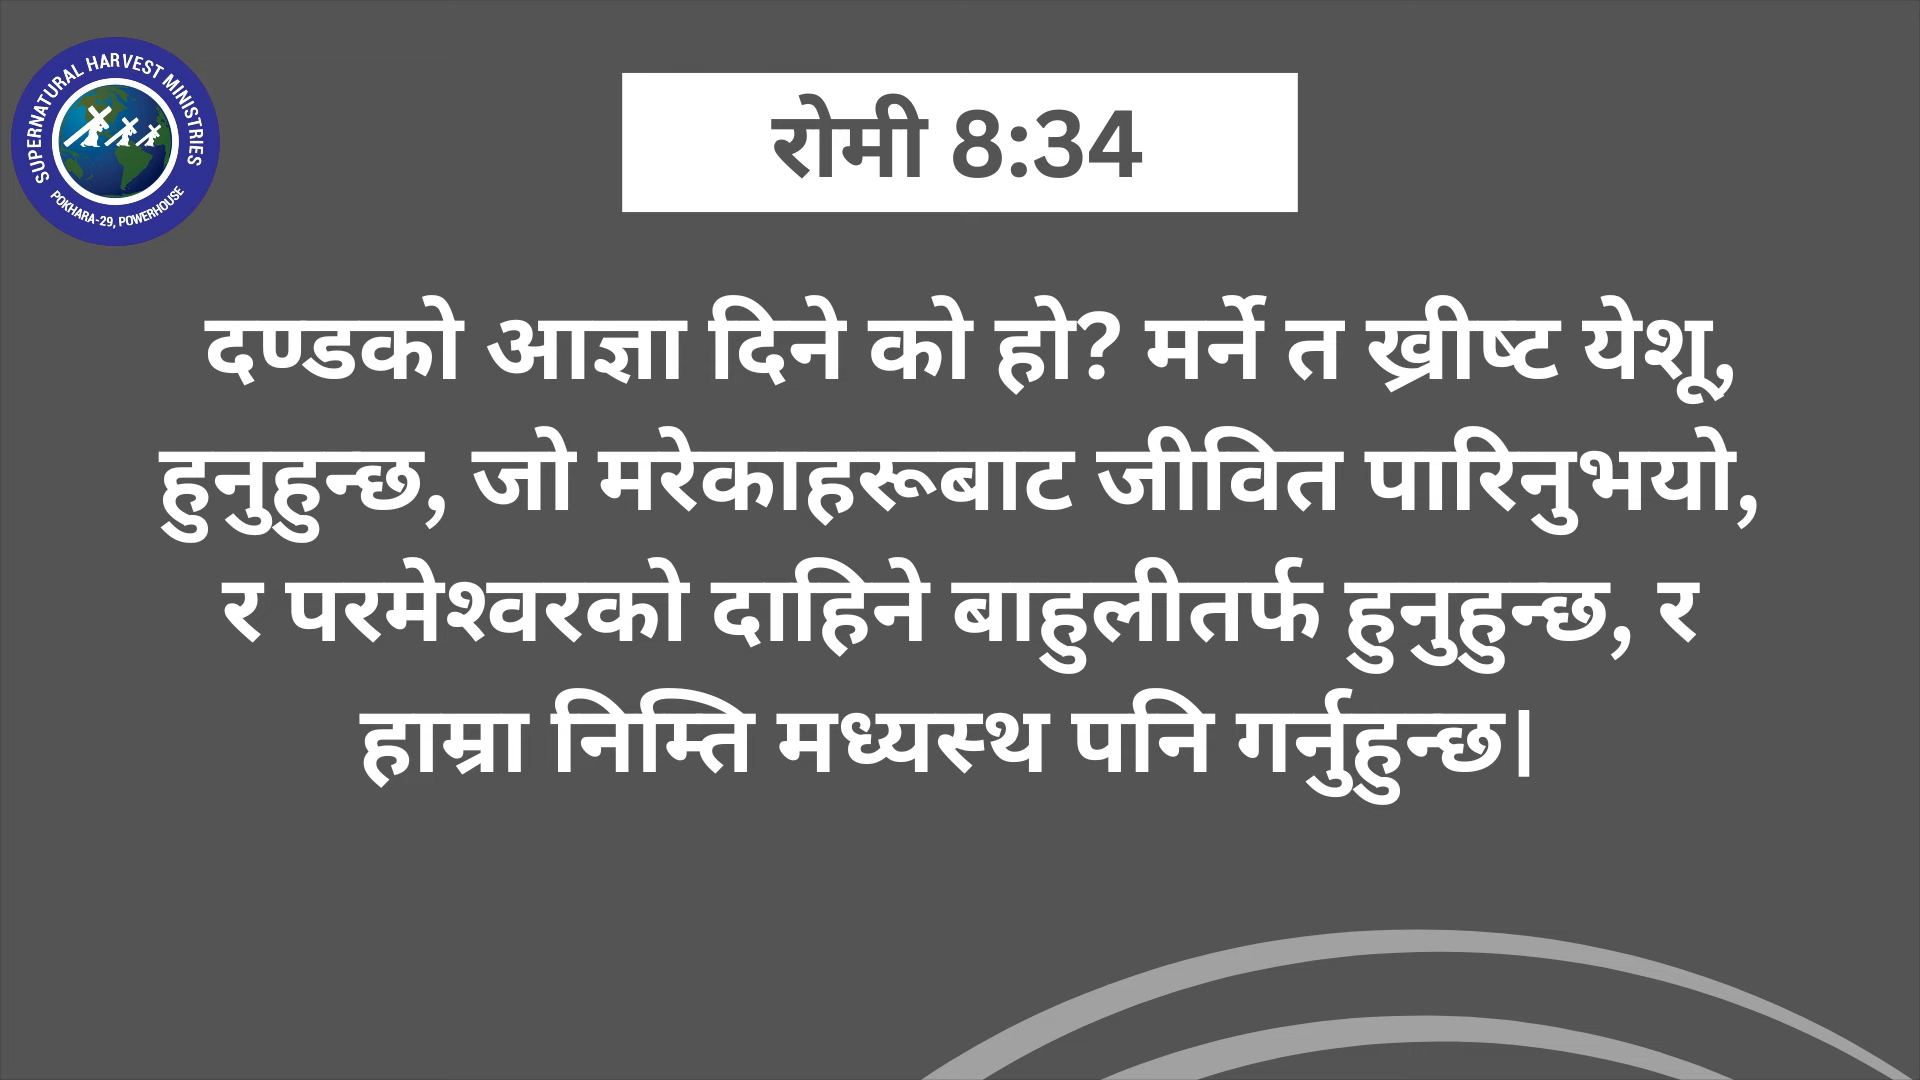 SUPERNATURAL HARVEST MINISTRIES
POKHARA-29, POWERHOUSE
रोमी 8:34
दण्डको आज्ञा दिने को हो? मर्ने त ख्रीष्ट येशू,
हुनुहुन्छ, जो मरेकाहरूबाट जीवित पारिनुभयो,
र परमेश्वरको दाहिने बाहुलीतर्फ हुनुहुन्छ, र
हाम्रा निम्ति मध्यस्थ पनि गर्नुहुन्छ।